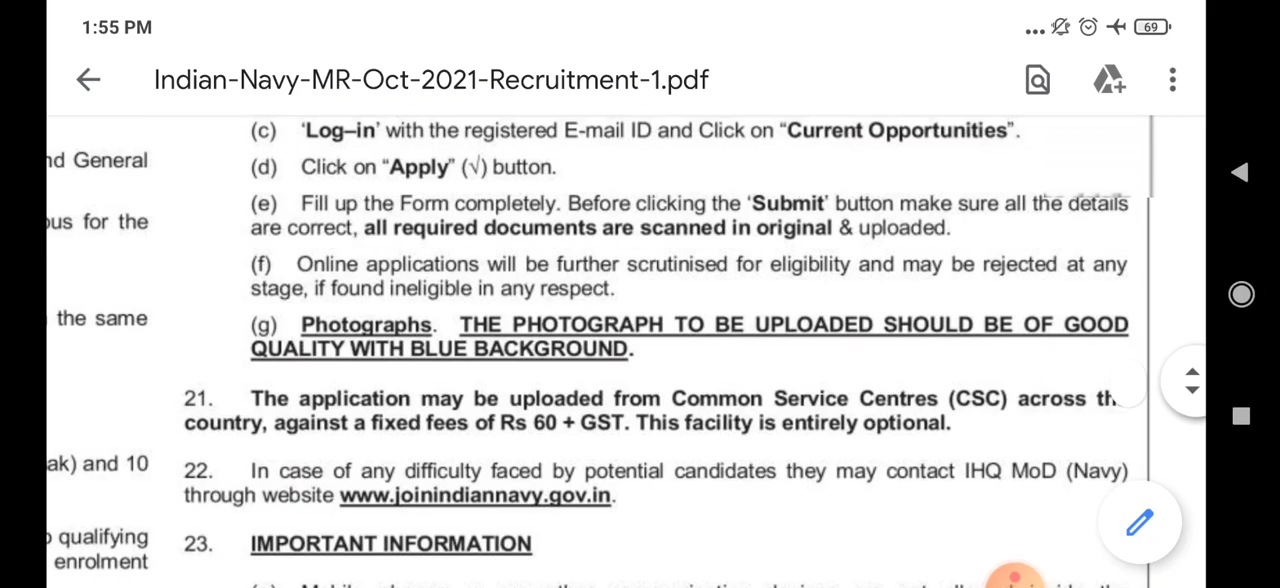 1:55 PM
69
Indian-Navy-MR-Oct-2021-Recruitment-1.pdf
(c) ‘Log–in’ with the registered E-mail ID and Click on “Current Opportunities”.
nd General
(d) Click on “Apply” (√) button.
(e) Fill up the Form completely. Before clicking the ‘Submit’ button make sure all the details
ous for the
are correct, all required documents are scanned in original & uploaded.
(f) Online applications will be further scrutinised for eligibility and may be rejected at any
stage, if found ineligible in any respect.
the same
(g) Photographs. THE PHOTOGRAPH TO BE UPLOADED SHOULD BE OF GOOD
QUALITY WITH BLUE BACKGROUND.
21. The application may be uploaded from Common Service Centres (CSC) across th
country, against a fixed fees of Rs 60 + GST. This facility is entirely optional.
ak) and 10
22. In case of any difficulty faced by potential candidates they may contact IHQ MoD (Navy)
through website www.joinindiannavy.gov.in.
qualifying
23. IMPORTANT INFORMATION
enrolment